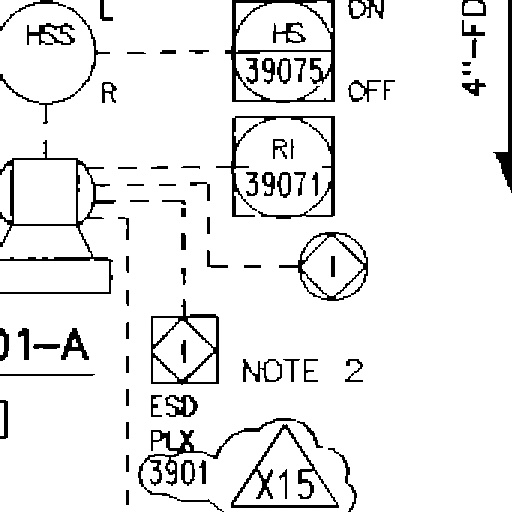 L
HSS
R
HS
39075
ON
OFF
4"-FD
RI
39071
I
01-A
I
NOTE 2
ESD
PLX
3901
X15